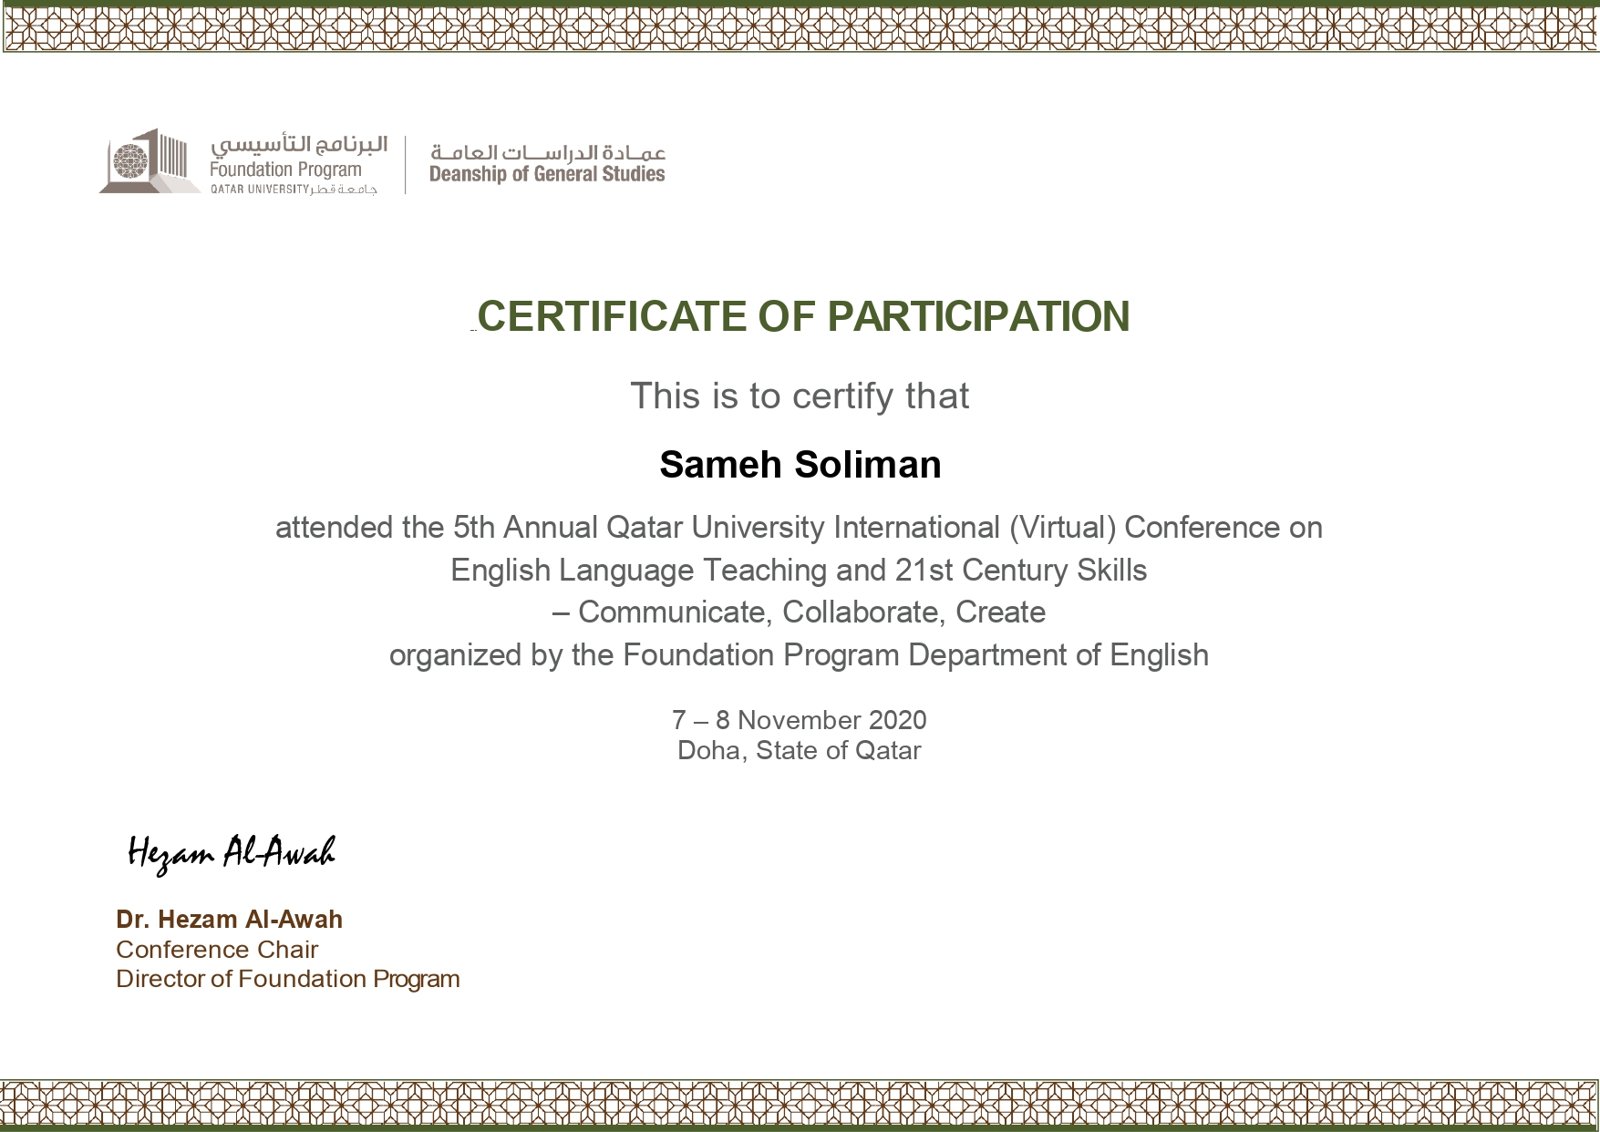 البرنامج التأسيسي
Foundation Program
QATAR UNIVERSITY جامعة قطر
عمادة الدراسات العامة
Deanship of General Studies
CERTIFICATE OF PARTICIPATION
This is to certify that
Sameh Soliman
attended the 5th Annual Qatar University International (Virtual) Conference on
English Language Teaching and 21st Century Skills
– Communicate, Collaborate, Create
organized by the Foundation Program Department of English
7 – 8 November 2020
Doha, State of Qatar
Hezam Al-Awah
Dr. Hezam Al-Awah
Conference Chair
Director of Foundation Program